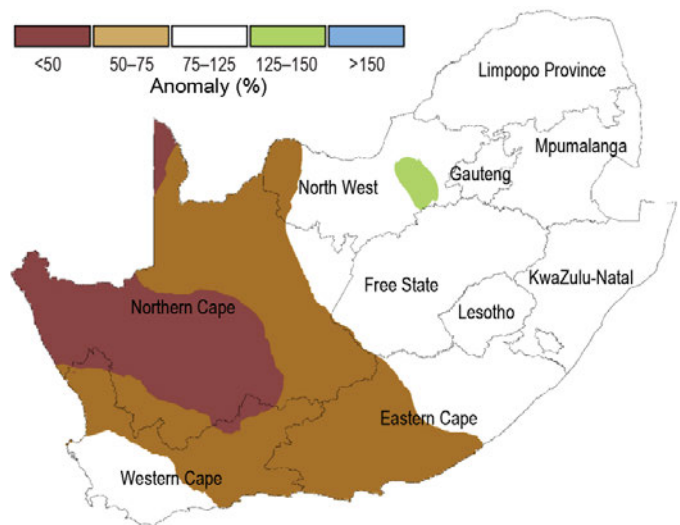 <50 50–75 75–125 125–150 >150
Anomaly (%)
Limpopo Province
Mpumalanga
Gauteng
North West
KwaZulu-Natal
Free State
Lesotho
Northern Cape
Eastern Cape
Western Cape